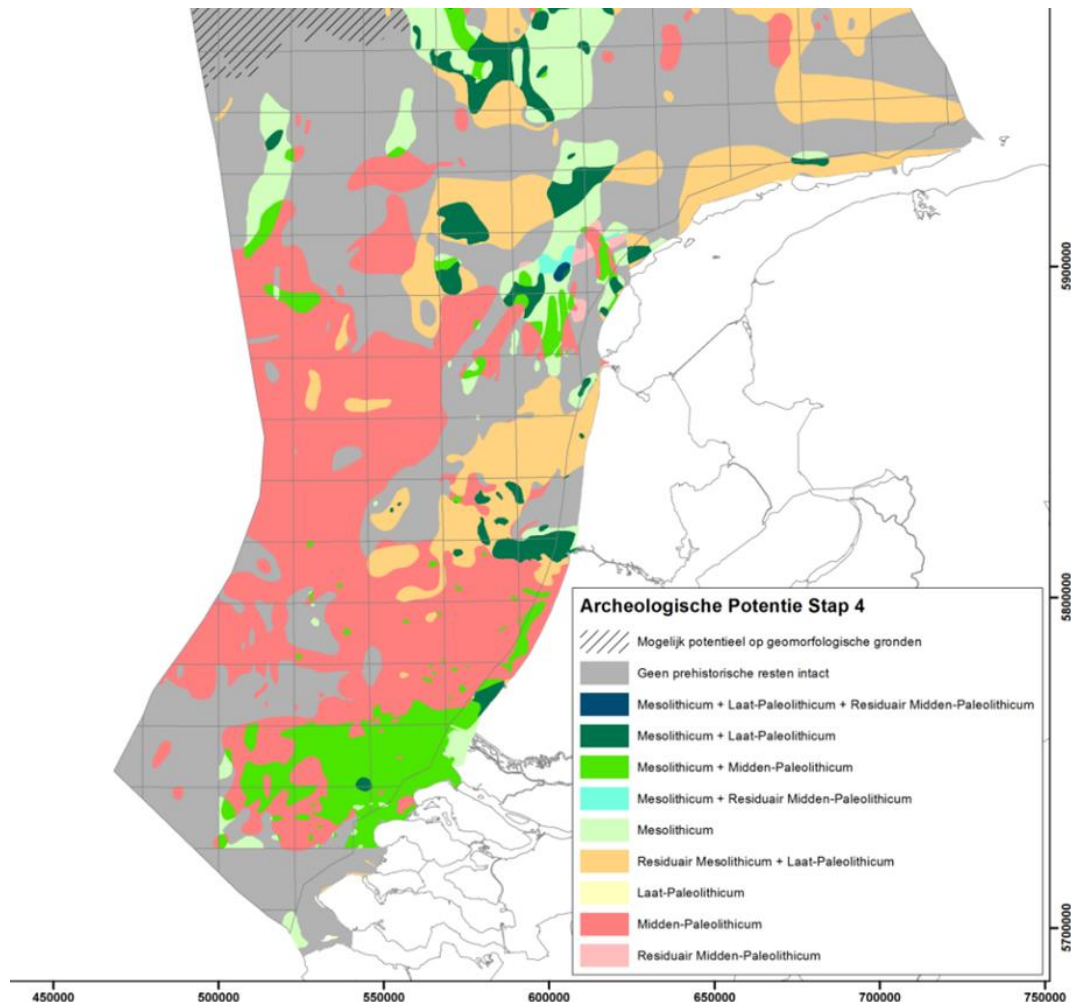 5900000
5800000
5700000
Archeologische Potentie Stap 4
Mogelijk potentieel op geomorfologische gronden
Geen prehistorische resten intact
Mesolithicum + Laat-Paleolithicum + Residuair Midden-Paleolithicum
Mesolithicum + Laat-Paleolithicum
Mesolithicum + Midden-Paleolithicum
Mesolithicum + Residuair Midden-Paleolithicum
Mesolithicum
Residuair Mesolithicum + Laat-Paleolithicum
Laat-Paleolithicum
Midden-Paleolithicum
Residuair Midden-Paleolithicum
450000 500000 550000 600000 650000 700000 750000